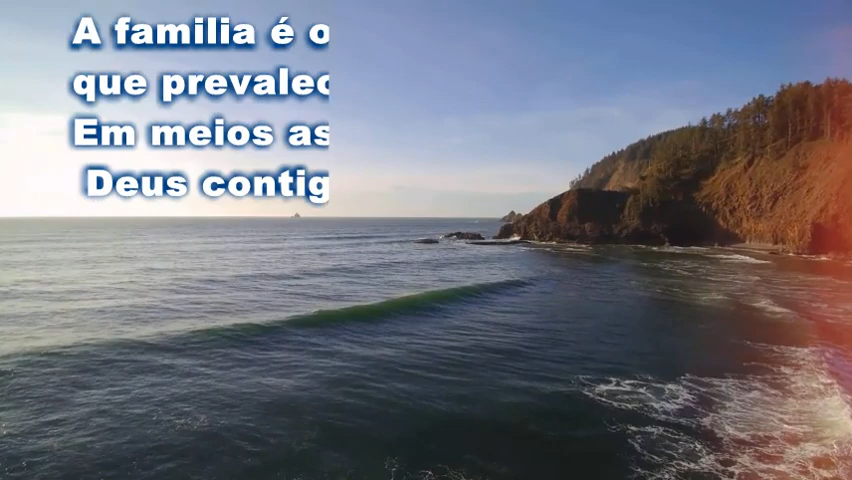 A familia é o
que prevalec
Em meios as
Deus contig